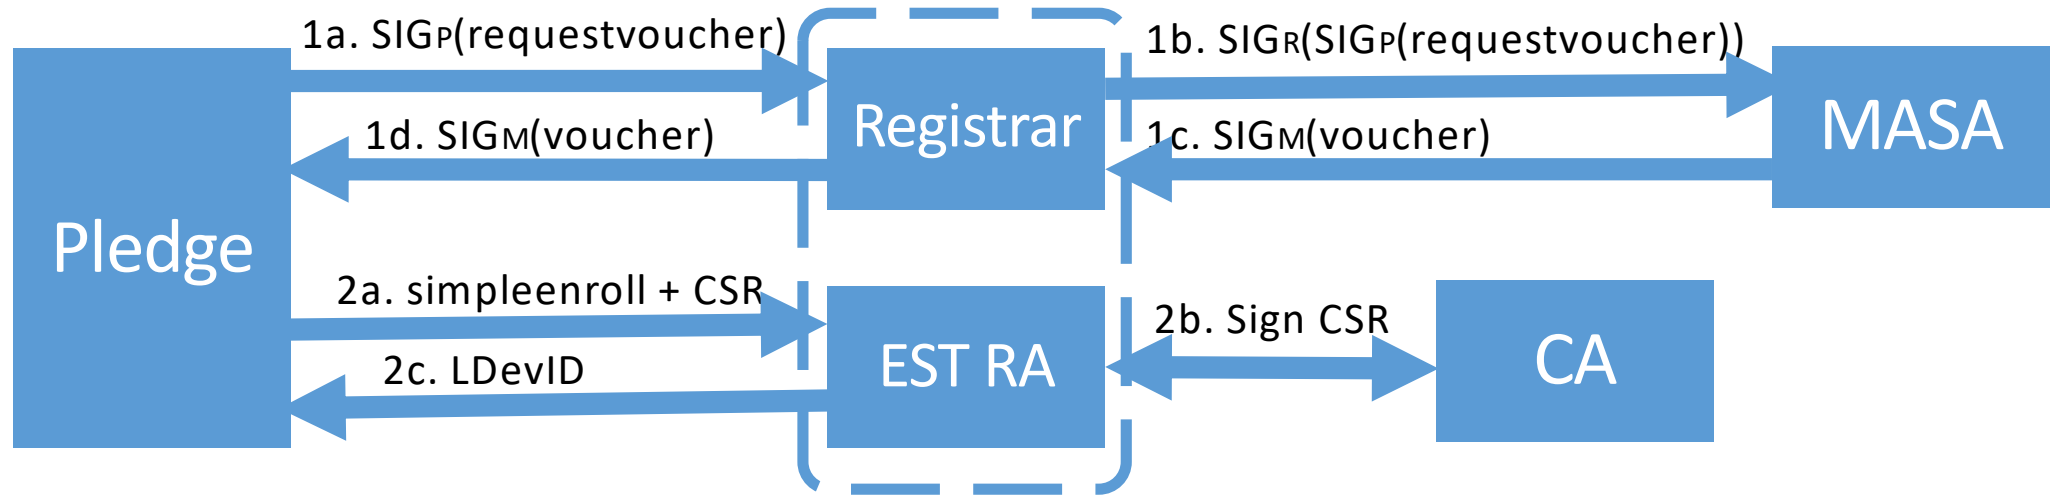 1a. SIGP(requestvoucher)
1b. SIGR(SIGP(requestvoucher))
Pledge
Registrar
MASA
1d. SIGM(voucher)
1c. SIGM(voucher)
2a. simpleenroll + CSR
2b. Sign CSR
EST RA
CA
2c. LDevID